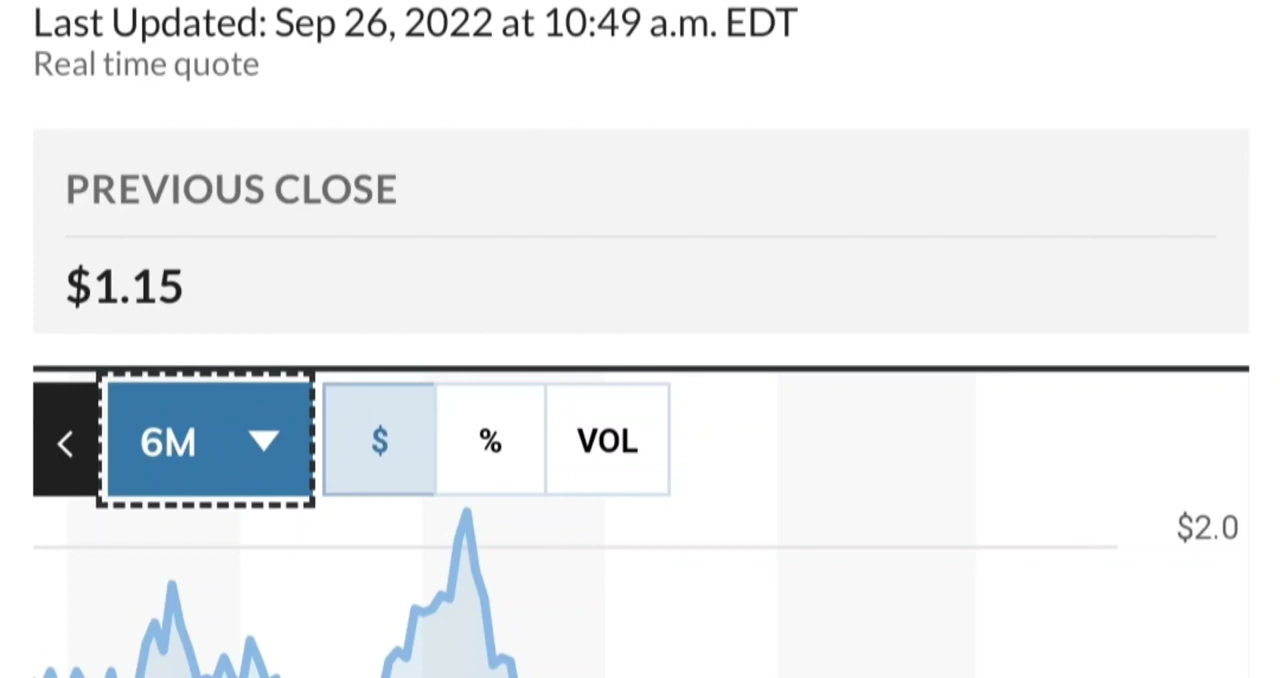 Last Updated: Sep 26, 2022 at 10:49 a.m. EDT
Real time quote
PREVIOUS CLOSE
$1.15
6M $ % VOL
$2.0